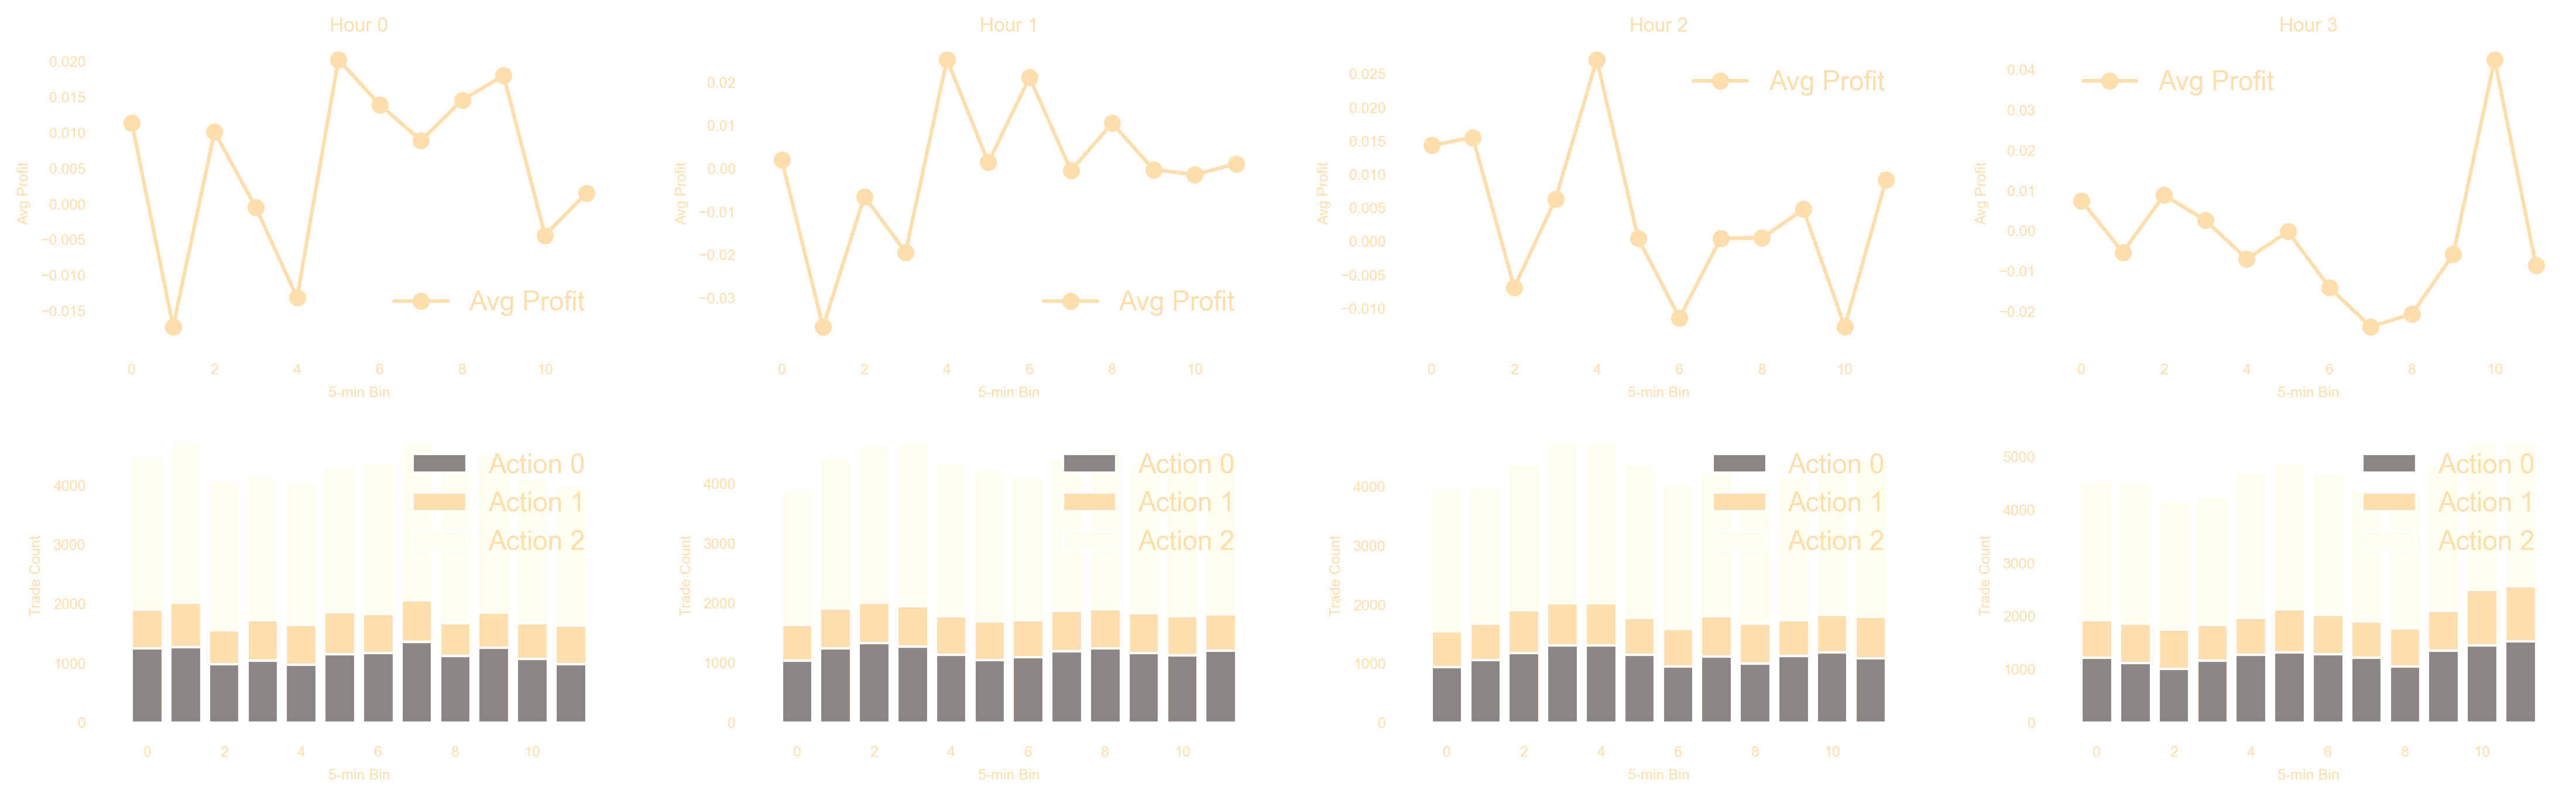 Hour 0
Avg Profit
0.020
0.015
0.010
0.005
0.000
−0.005
−0.010
−0.015
Avg Profit
0 2 4 6 8 10
5-min Bin
Hour 1
Avg Profit
0.02
0.01
0.00
−0.01
−0.02
−0.03
Avg Profit
0 2 4 6 8 10
5-min Bin
Hour 2
Avg Profit
0.025
0.020
0.015
0.010
0.005
0.000
−0.005
−0.010
Avg Profit
0 2 4 6 8 10
5-min Bin
Hour 3
Avg Profit
0.04
0.03
0.02
0.01
0.00
−0.01
−0.02
Avg Profit
0 2 4 6 8 10
5-min Bin
Trade Count
4000
3000
2000
1000
0
Action 0
Action 1
Action 2
0 2 4 6 8 10
5-min Bin
Trade Count
4000
3000
2000
1000
0
Action 0
Action 1
Action 2
0 2 4 6 8 10
5-min Bin
Trade Count
4000
3000
2000
1000
0
Action 0
Action 1
Action 2
0 2 4 6 8 10
5-min Bin
Trade Count
5000
4000
3000
2000
1000
0
Action 0
Action 1
Action 2
0 2 4 6 8 10
5-min Bin